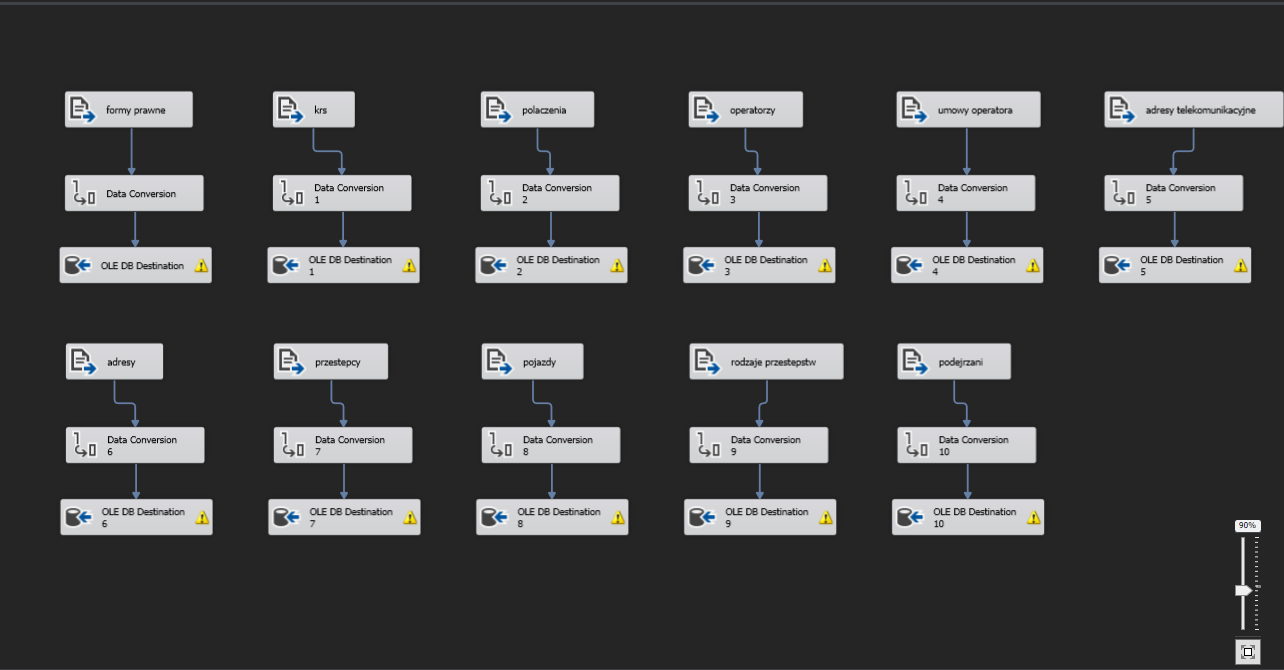 formy prawne
krs
polaczenia
operatorzy
umowy operatora
adresy telekomunikacyjne
Data Conversion
Data Conversion
1
Data Conversion
2
Data Conversion
3
Data Conversion
4
Data Conversion
5
OLE DB Destination
OLE DB Destination
1
OLE DB Destination
2
OLE DB Destination
3
OLE DB Destination
4
OLE DB Destination
5
adresy
przestepcy
pojazdy
rodzaje przestepstw
podejrzani
Data Conversion
6
Data Conversion
7
Data Conversion
8
Data Conversion
9
Data Conversion
10
OLE DB Destination
6
OLE DB Destination
7
OLE DB Destination
8
OLE DB Destination
9
OLE DB Destination
10
90%